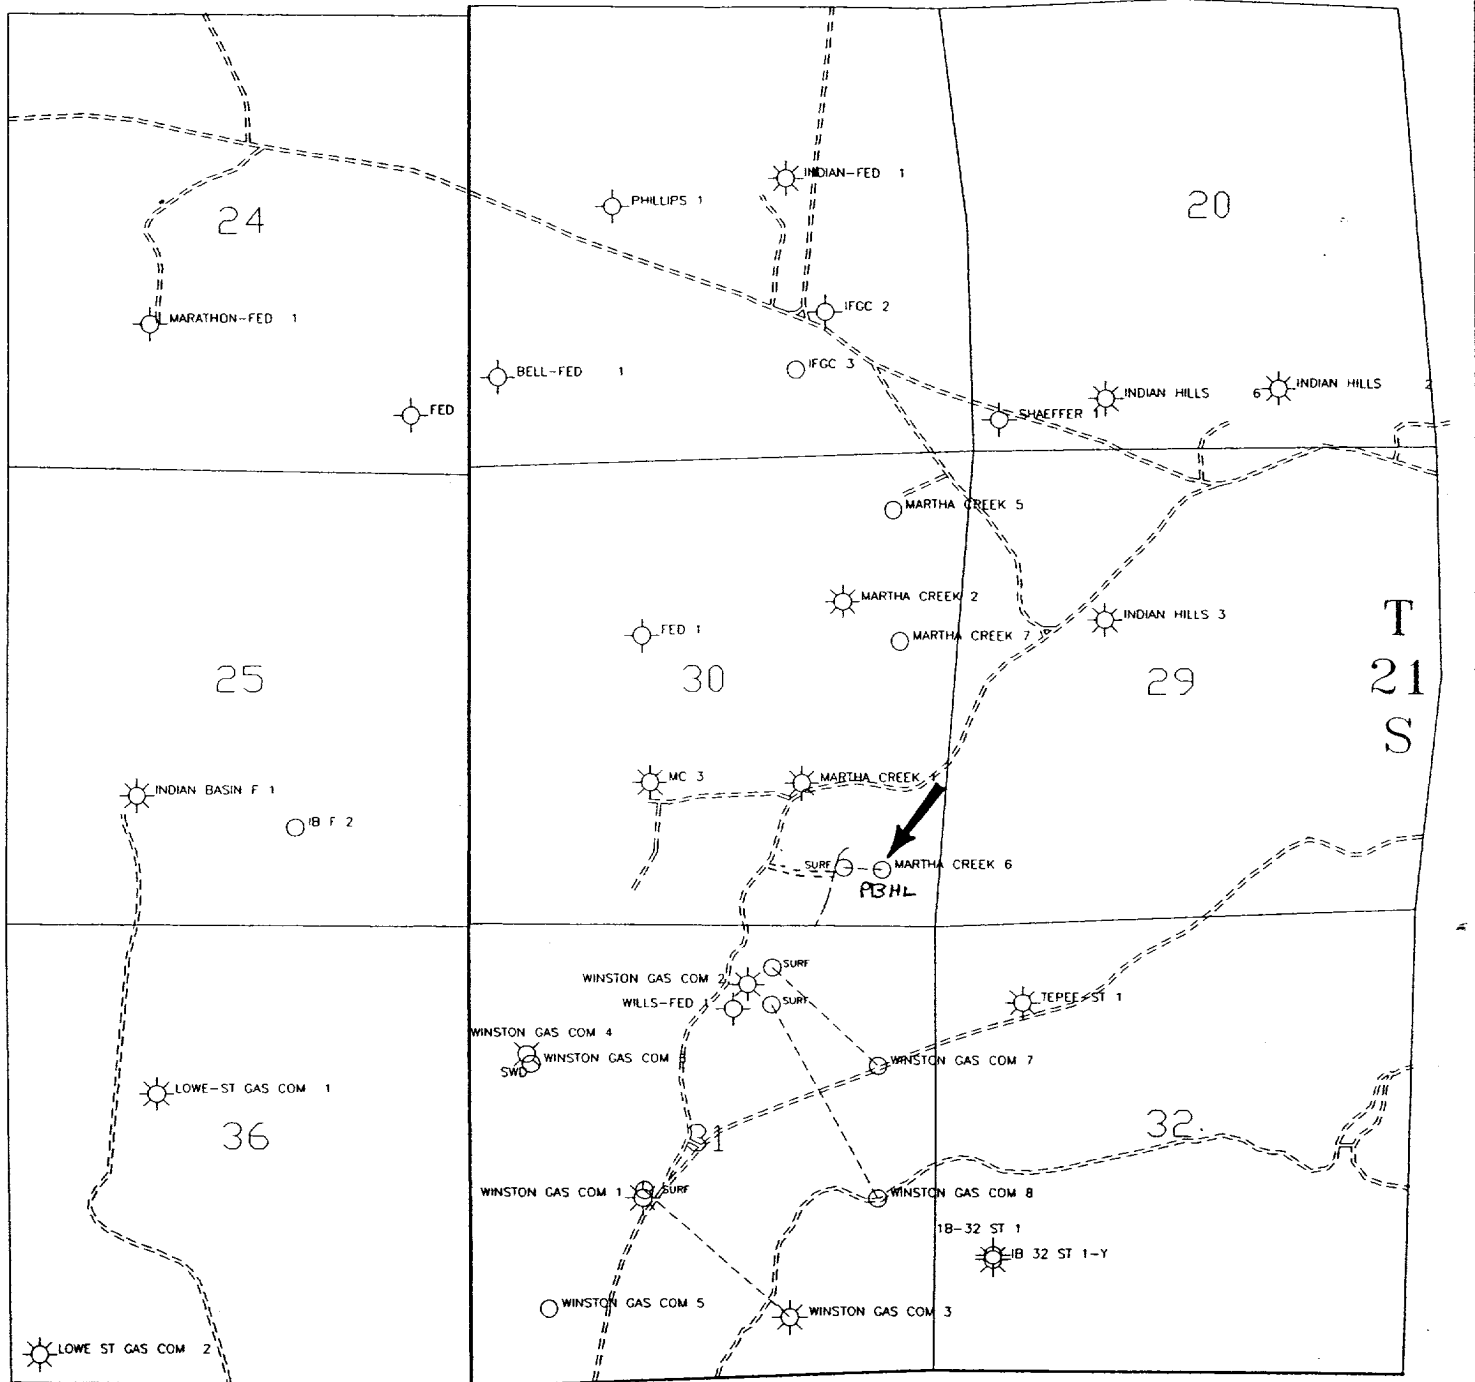 INDIAN-FED 1
PHILLIPS 1
20
24
IFGC 2
MARATHON-FED 1
IFGC 3
BELL-FED 1
INDIAN HILLS 6
INDIAN HILLS 2
FED
SHAEFFER 1
MARTHA CREEK 5
MARTHA CREEK 2
INDIAN HILLS 3
T
21
S
FED 1
MARTHA CREEK 7
25
30
29
MC 3
MARTHA CREEK 1
INDIAN BASIN F 1
IB F 2
SURF
MARTHA CREEK 6
PBHL
SURF
WINSTON GAS COM 2
WILLS-FED 1
SURF
TEPEE-ST 1
WINSTON GAS COM 4
WINSTON GAS COM
SWD
WINSTON GAS COM 7
LOWE-ST GAS COM 1
36
31
32
WINSTON GAS COM 1
SURF
WINSTON GAS COM 8
IB-32 ST 1
IB 32 ST 1-Y
WINSTON GAS COM 5
WINSTON GAS COM 3
LOWE ST GAS COM 2